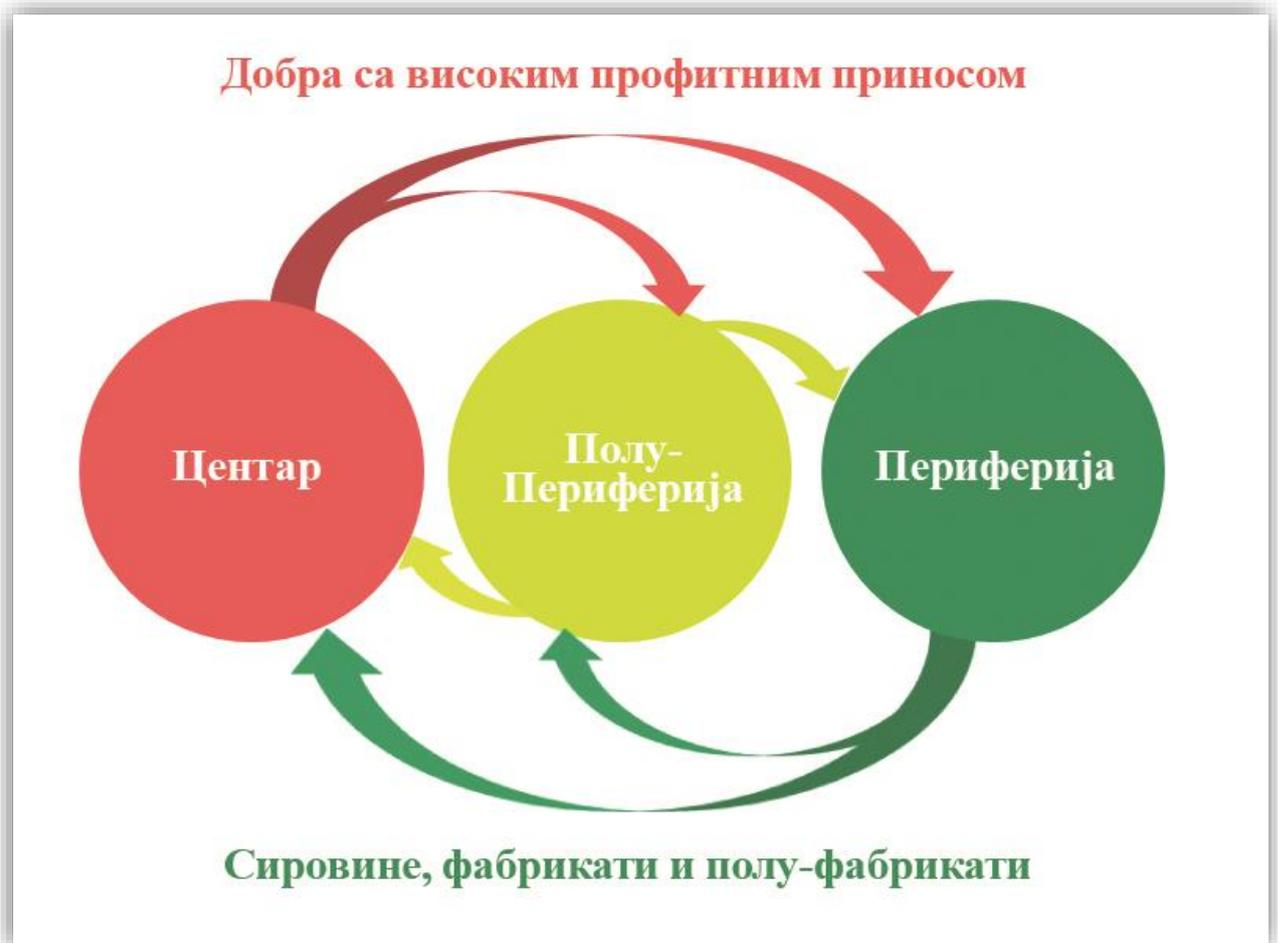 Добра са високим профитним приносом
Центар
Полу-
Периферија
Периферија
Сировине, фабрикати и полу-фабрикати